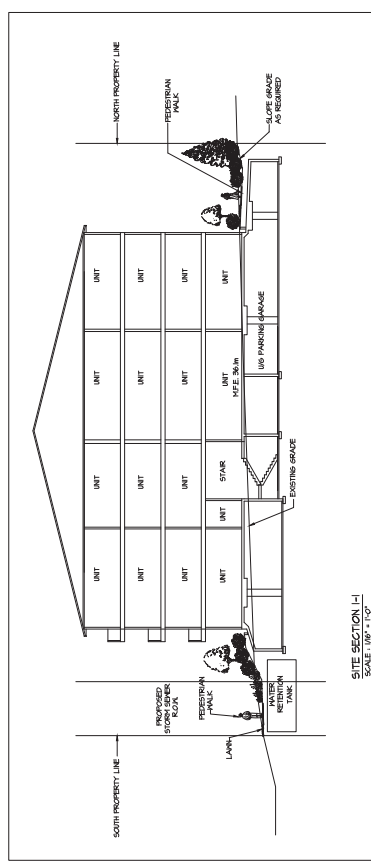 SOUTH PROPERTY LINE
NORTH PROPERTY LINE
PROPOSED
STORM SEWER
R.O.W.
PEDESTRIAN
WALK
LAWN
PEDESTRIAN
WALK
UNIT UNIT UNIT UNIT
UNIT UNIT UNIT UNIT
UNIT UNIT UNIT UNIT
UNIT STAIR UNIT UNIT
M.F.E. 36.1m
SLOPE GRADE
AS REQUIRED
WATER
RETENTION
TANK
EXISTING GRADE
U/G PARKING GARAGE
SITE SECTION 1-1
SCALE : 1/16" = 1'-0"